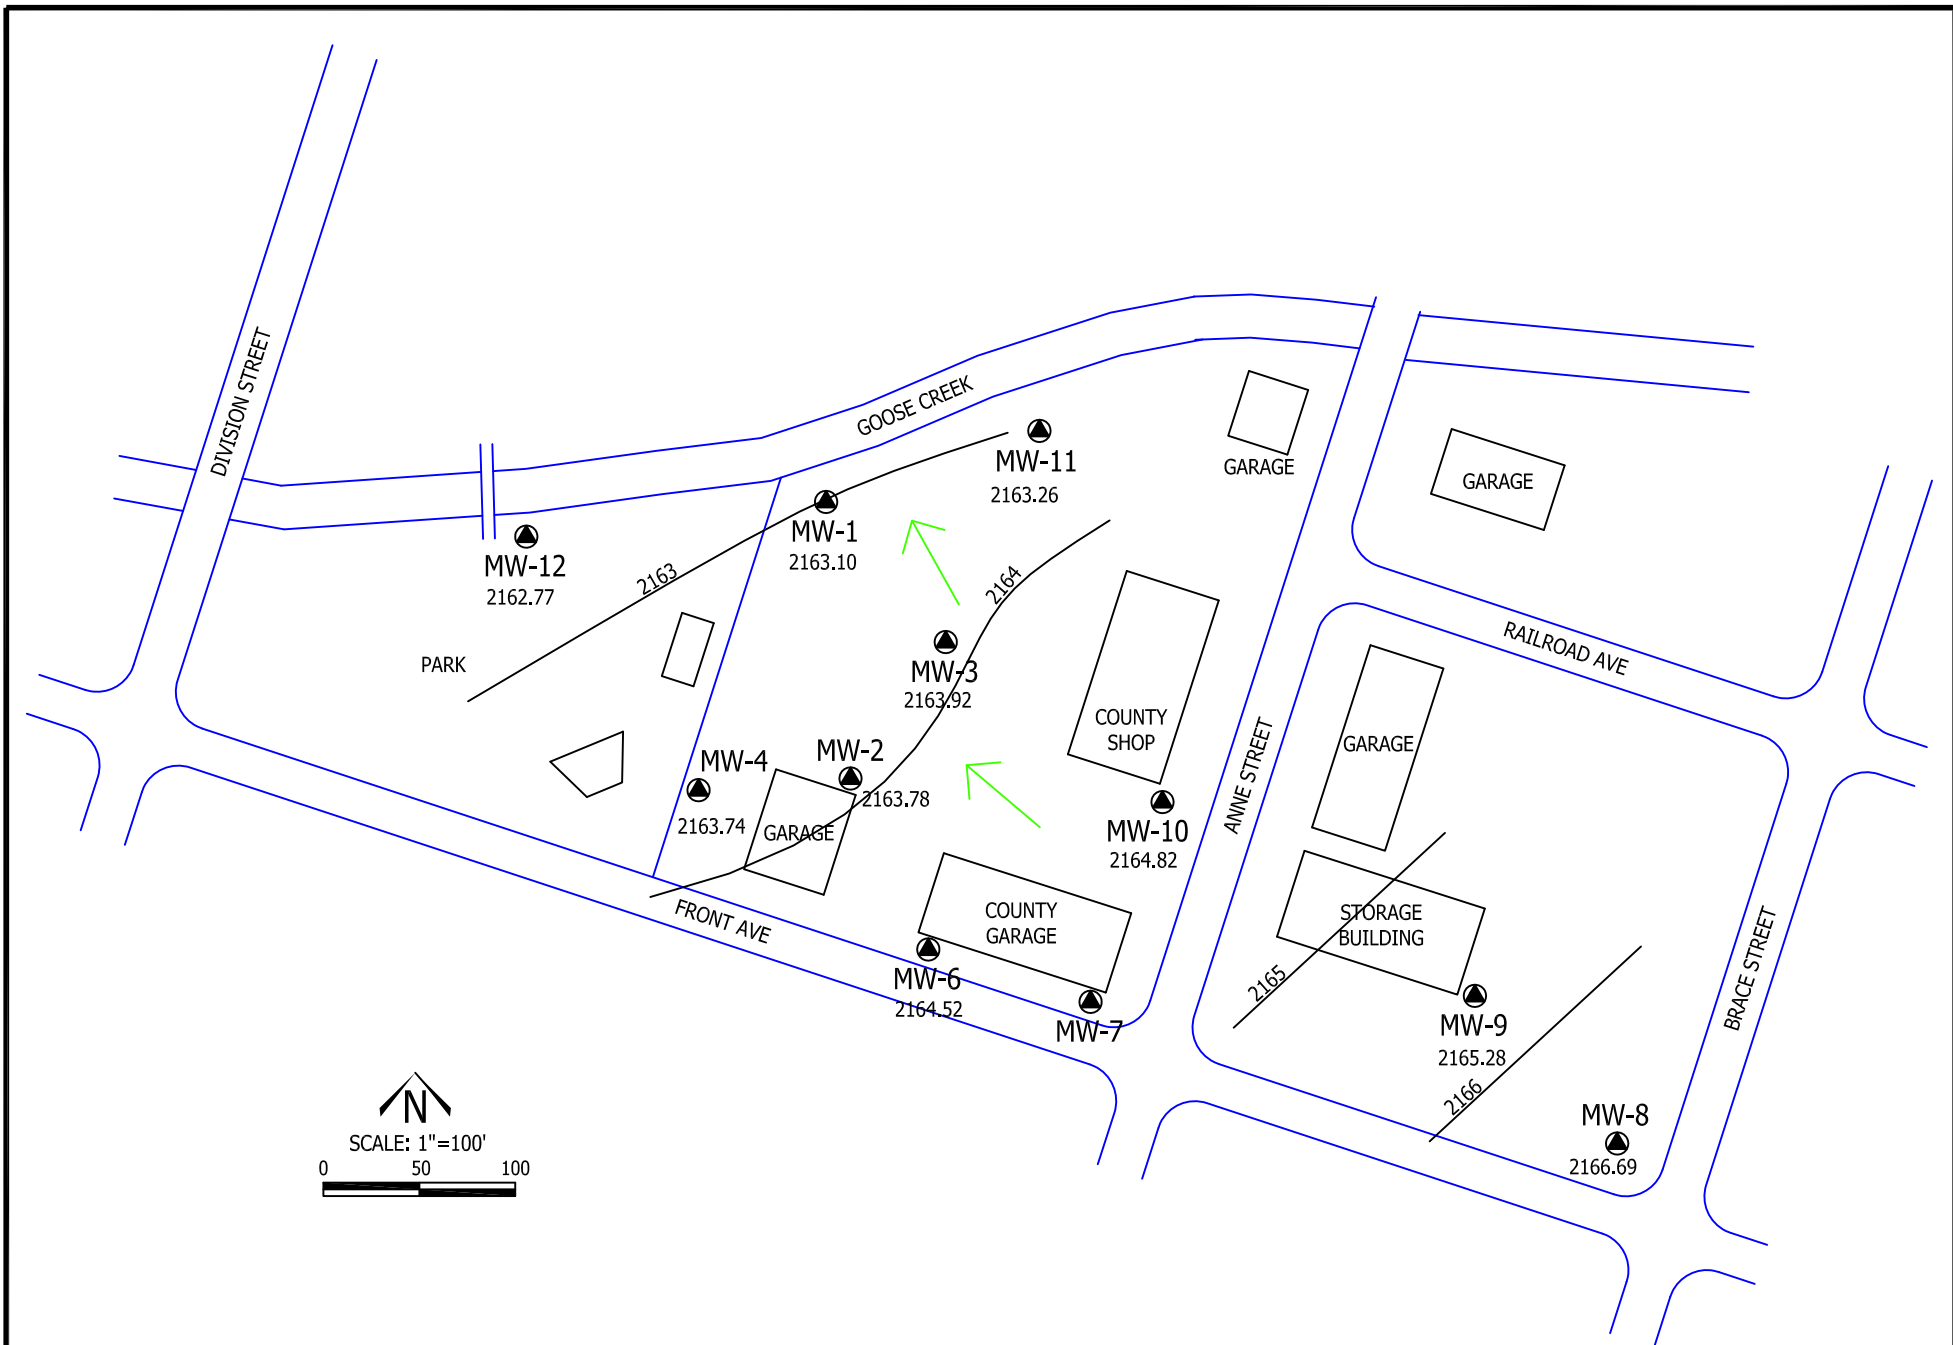 DIVISION STREET
GOOSE CREEK
MW-11
2163.26
GARAGE
GARAGE
MW-1
2163.10
MW-12
2162.77
2163
2164
PARK
MW-3
2163.92
RAILROAD AVE
COUNTY
SHOP
GARAGE
ANNE STREET
MW-4
2163.74
MW-2
2163.78
GARAGE
MW-10
2164.82
FRONT AVE
COUNTY
GARAGE
STORAGE
BUILDING
BRACE STREET
MW-6
2164.52
2165
MW-7
MW-9
2165.28
2166
MW-8
2166.69
N
SCALE: 1"=100'
0 50 100